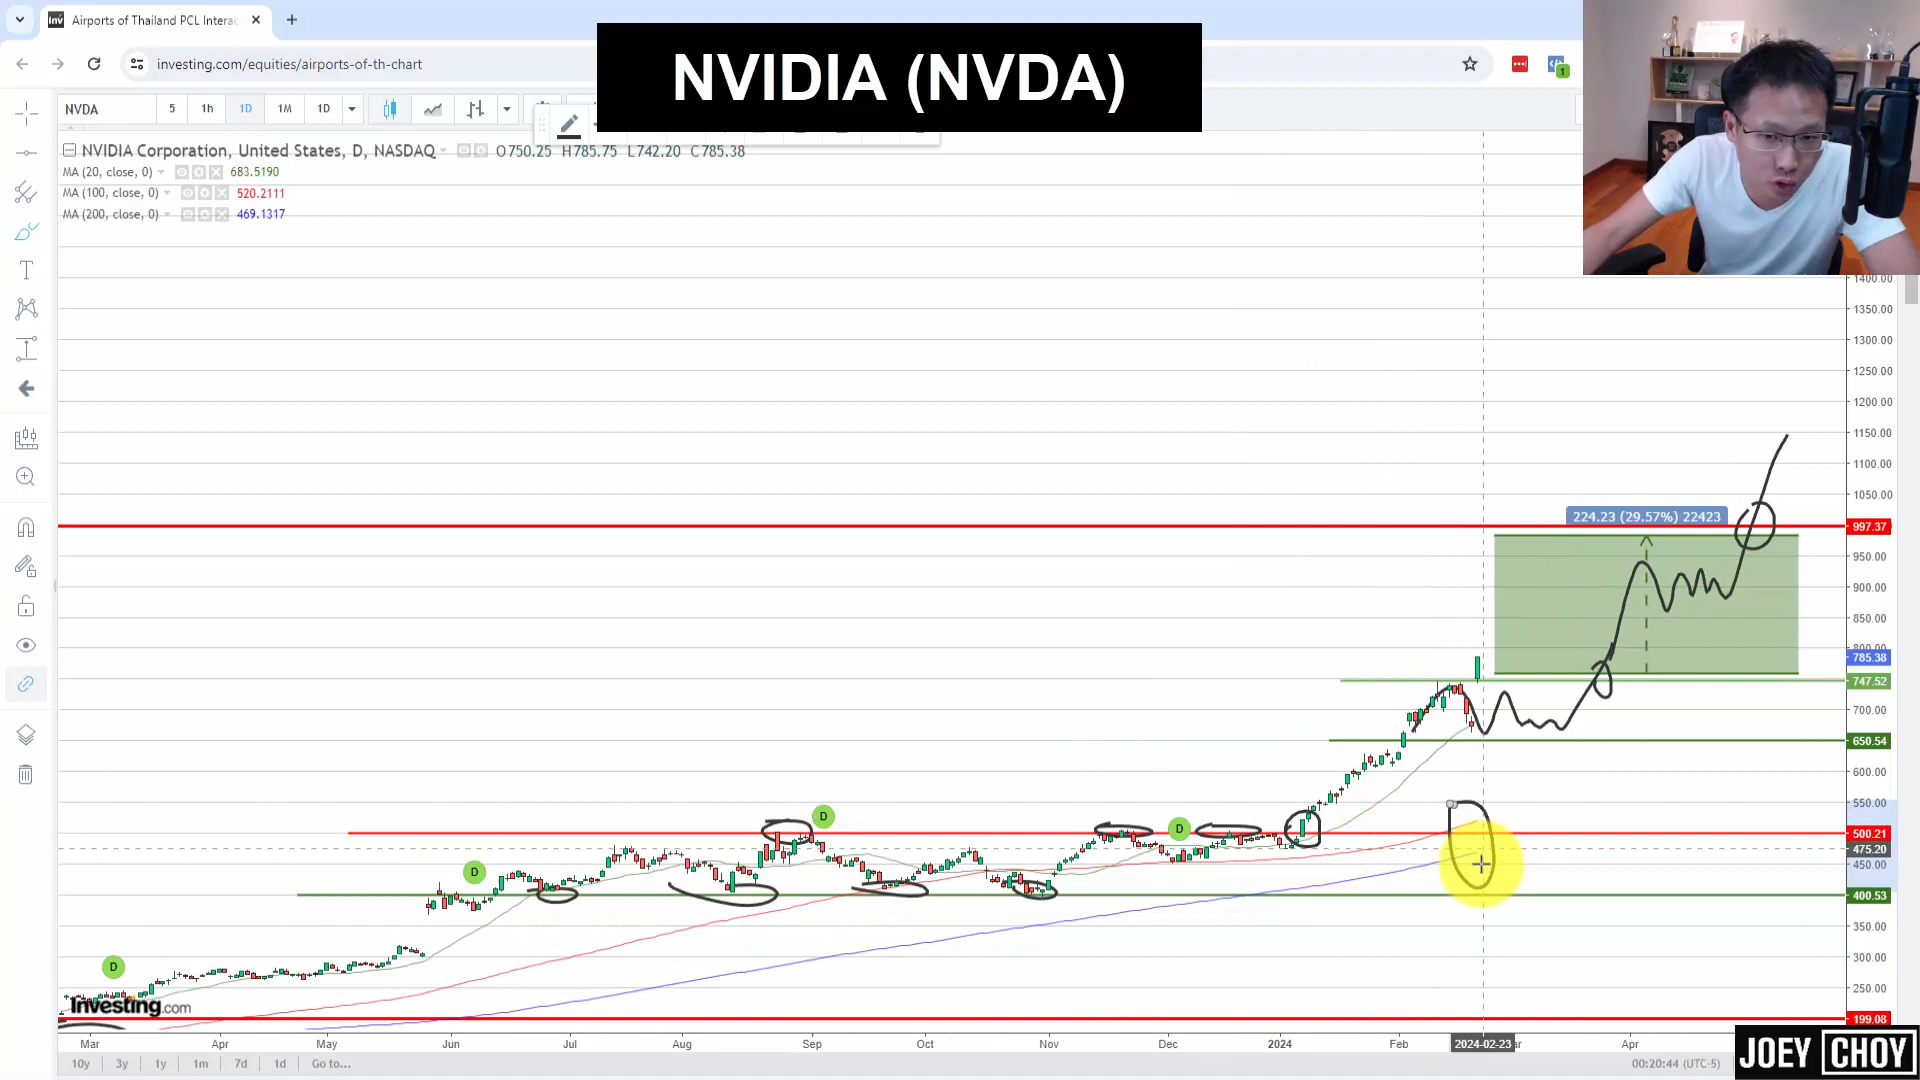 Airports of Thailand PCL Interac
investing.com/equities/airports-of-th-chart
1
NVIDIA (NVDA)
NVDA
5
1h
1D
1M
1D
NVIDIA Corporation, United States, D, NASDAQ
O750.25 H785.75 L742.20 C785.38
MA (20, close, 0) 683.5190
MA (100, close, 0) 520.2111
MA (200, close, 0) 469.1317
1400.00
1350.00
1300.00
1250.00
1200.00
1150.00
1100.00
1050.00
224.23 (29.57%) 22423
997.37
950.00
900.00
850.00
800.00
785.38
747.52
700.00
650.54
600.00
550.00
D
D
500.21
475.20
450.00
D
400.53
350.00
300.00
D
250.00
Investing.com
199.08
Mar
Apr
May
Jun
Jul
Aug
Sep
Oct
Nov
Dec
2024
Feb
2024-02-23
ar
Apr
10y
3y
1y
1m
7d
1d
Go to...
00:20:44 (UTC-5)
JOEY CHOY